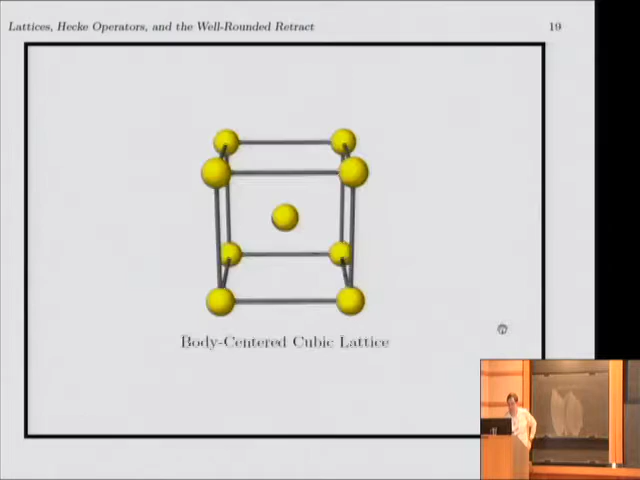 Lattices, Hecke Operators, and the Well-Rounded Retract 19
Body-Centered Cubic Lattice